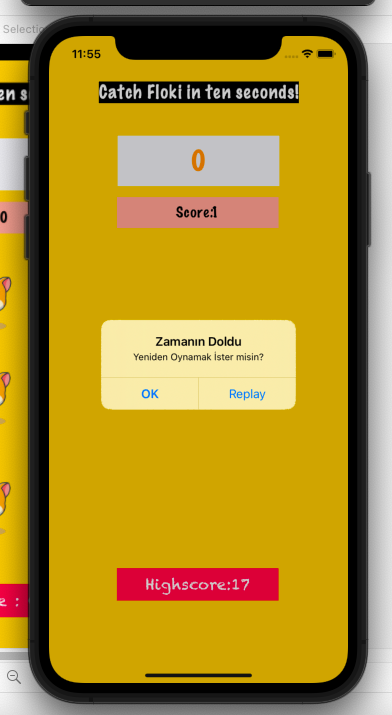 Selectio
11:55
en s
Catch Floki in ten seconds!
0
0
Score:1
Zamanın Doldu
Yeniden Oynamak İster misin?
OK
Replay
Highscore:17
e :